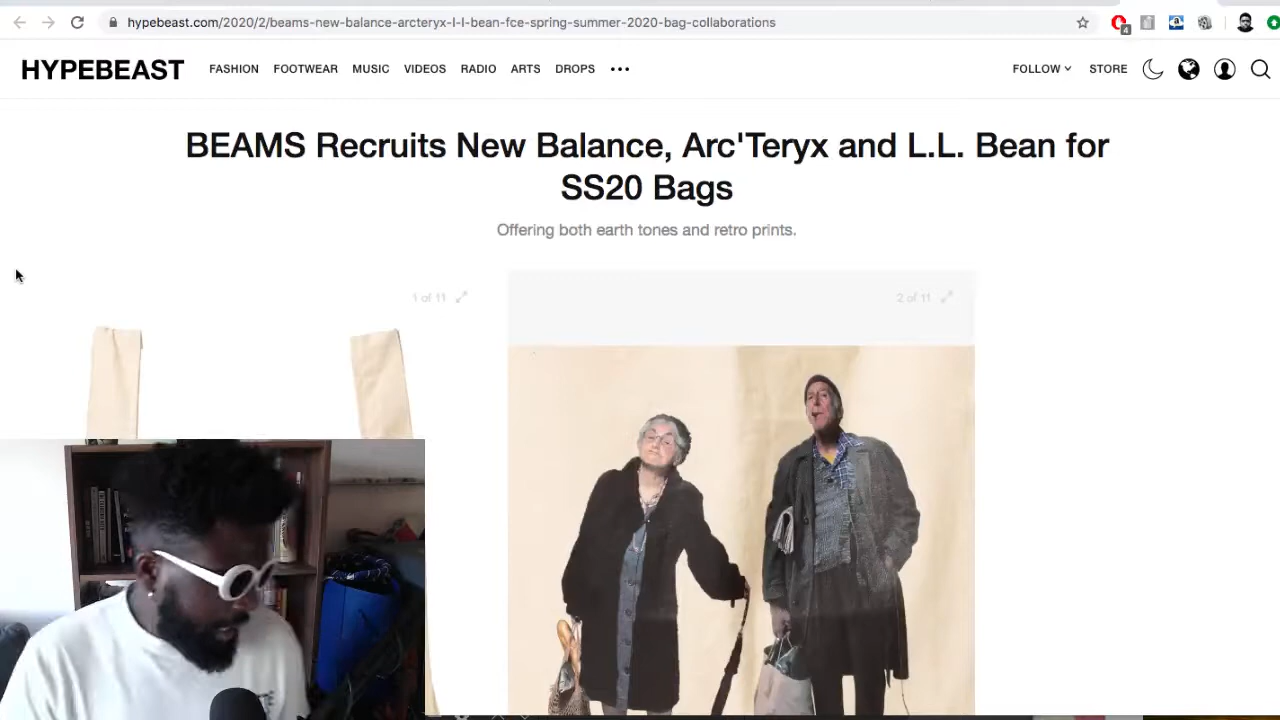 hypebeast.com/2020/2/beams-new-balance-arcteryx-l-l-bean-fce-spring-summer-2020-bag-collaborations
4
HYPEBEAST FASHION FOOTWEAR MUSIC VIDEOS RADIO ARTS DROPS ••• FOLLOW STORE
BEAMS Recruits New Balance, Arc'Teryx and L.L. Bean for
SS20 Bags
Offering both earth tones and retro prints.
1 of 11
2 of 11